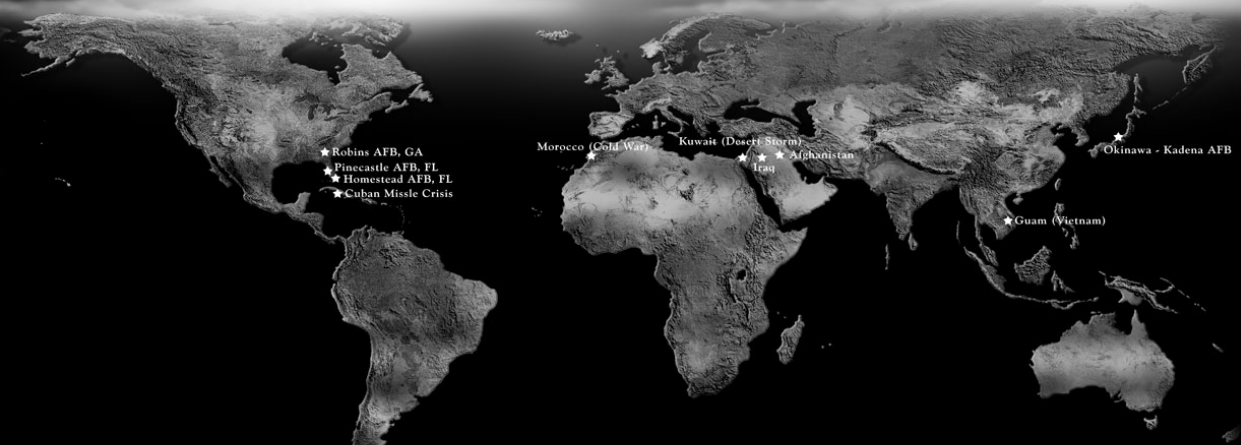 Robins AFB, GA
Pinecastle AFB, FL
Homestead AFB, FL
Cuban Missle Crisis
Morocco (Cold War)
Kuwait (Desert Storm)
Iraq
Afghanistan
Okinawa - Kadena AFB
Guam (Vietnam)